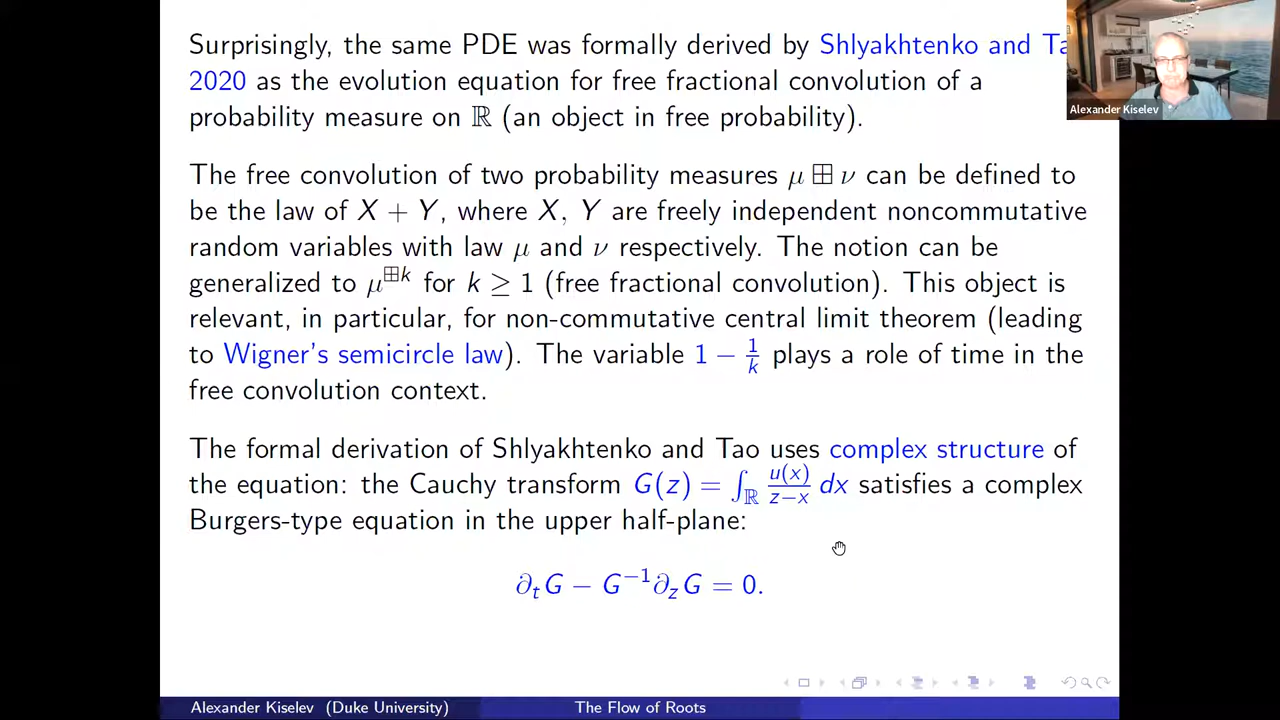 Surprisingly, the same PDE was formally derived by Shlyakhtenko and
2020 as the evolution equation for free fractional convolution of a
probability measure on ℝ (an object in free probability).
The free convolution of two probability measures μ ⊞ ν can be defined to
be the law of X + Y, where X, Y are freely independent noncommutative
random variables with law μ and ν respectively. The notion can be
generalized to μ^{⊞k} for k ≥ 1 (free fractional convolution). This object is
relevant, in particular, for non-commutative central limit theorem (leading
to Wigner's semicircle law). The variable 1 − 1/k plays a role of time in the
free convolution context.
The formal derivation of Shlyakhtenko and Tao uses complex structure of
the equation: the Cauchy transform G(z) = ∫_ℝ u(x)/(z−x) dx satisfies a complex
Burgers-type equation in the upper half-plane:
∂_t G − G^{−1} ∂_z G = 0.
Alexander Kiselev (Duke University) The Flow of Roots
Alexander Kiselev